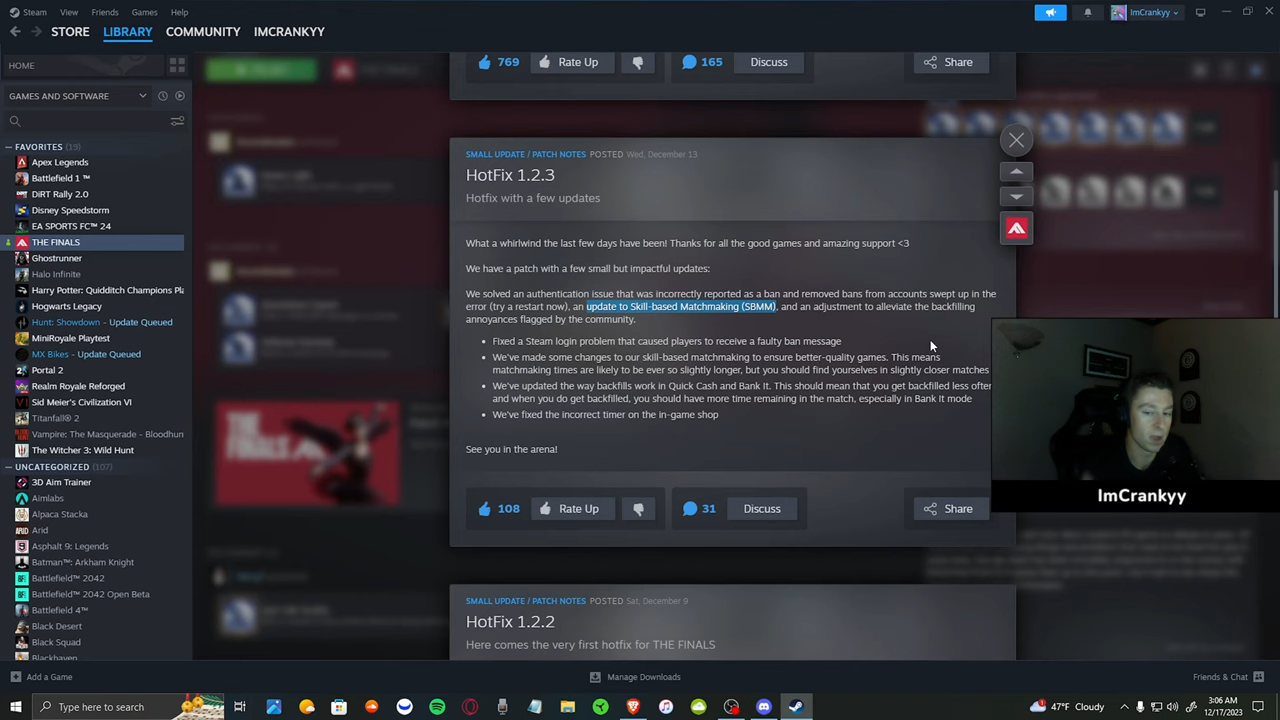 Steam View Friends Games Help
ImCrankyy
STORE LIBRARY COMMUNITY IMCRANKYY
HOME
GAMES AND SOFTWARE
FAVORITES (19)
Apex Legends
Battlefield 1 ™
DiRT Rally 2.0
Disney Speedstorm
EA SPORTS FC™ 24
THE FINALS
Ghostrunner
Halo Infinite
Harry Potter: Quidditch Champions Pla
Hogwarts Legacy
Hunt: Showdown - Update Queued
MiniRoyale Playtest
MX Bikes - Update Queued
Portal 2
Realm Royale Reforged
Sid Meier's Civilization VI
Titanfall® 2
Vampire: The Masquerade - Bloodhun
The Witcher 3: Wild Hunt
UNCATEGORIZED (107)
3D Aim Trainer
Aimlabs
Alpaca Stacka
Arid
Asphalt 9: Legends
Batman™: Arkham Knight
Battlefield 2042
Battlefield 2042 Open Beta
Battlefield 4™
Black Desert
Black Squad
Blackhaven
769 Rate Up 165 Discuss Share
SMALL UPDATE / PATCH NOTES POSTED Wed, December 13
HotFix 1.2.3
Hotfix with a few updates
What a whirlwind the last few days have been! Thanks for all the good games and amazing support <3
We have a patch with a few small but impactful updates:
We solved an authentication issue that was incorrectly reported as a ban and removed bans from accounts swept up in the
error (try a restart now), an update to Skill-based Matchmaking (SBMM), and an adjustment to alleviate the backfilling
annoyances flagged by the community.
• Fixed a Steam login problem that caused players to receive a faulty ban message
• We've made some changes to our skill-based matchmaking to ensure better-quality games. This means
matchmaking times are likely to be ever so slightly longer, but you should find yourselves in slightly closer matches
• We've updated the way backfills work in Quick Cash and Bank It. This should mean that you get backfilled less often
and when you do get backfilled, you should have more time remaining in the match, especially in Bank It mode
• We've fixed the incorrect timer on the in-game shop
See you in the arena!
108 Rate Up 31 Discuss Share
ImCrankyy
SMALL UPDATE / PATCH NOTES POSTED Sat, December 9
HotFix 1.2.2
Here comes the very first hotfix for THE FINALS
Add a Game Manage Downloads Friends & Chat
Type here to search
47°F Cloudy
3:06 AM
12/17/2023